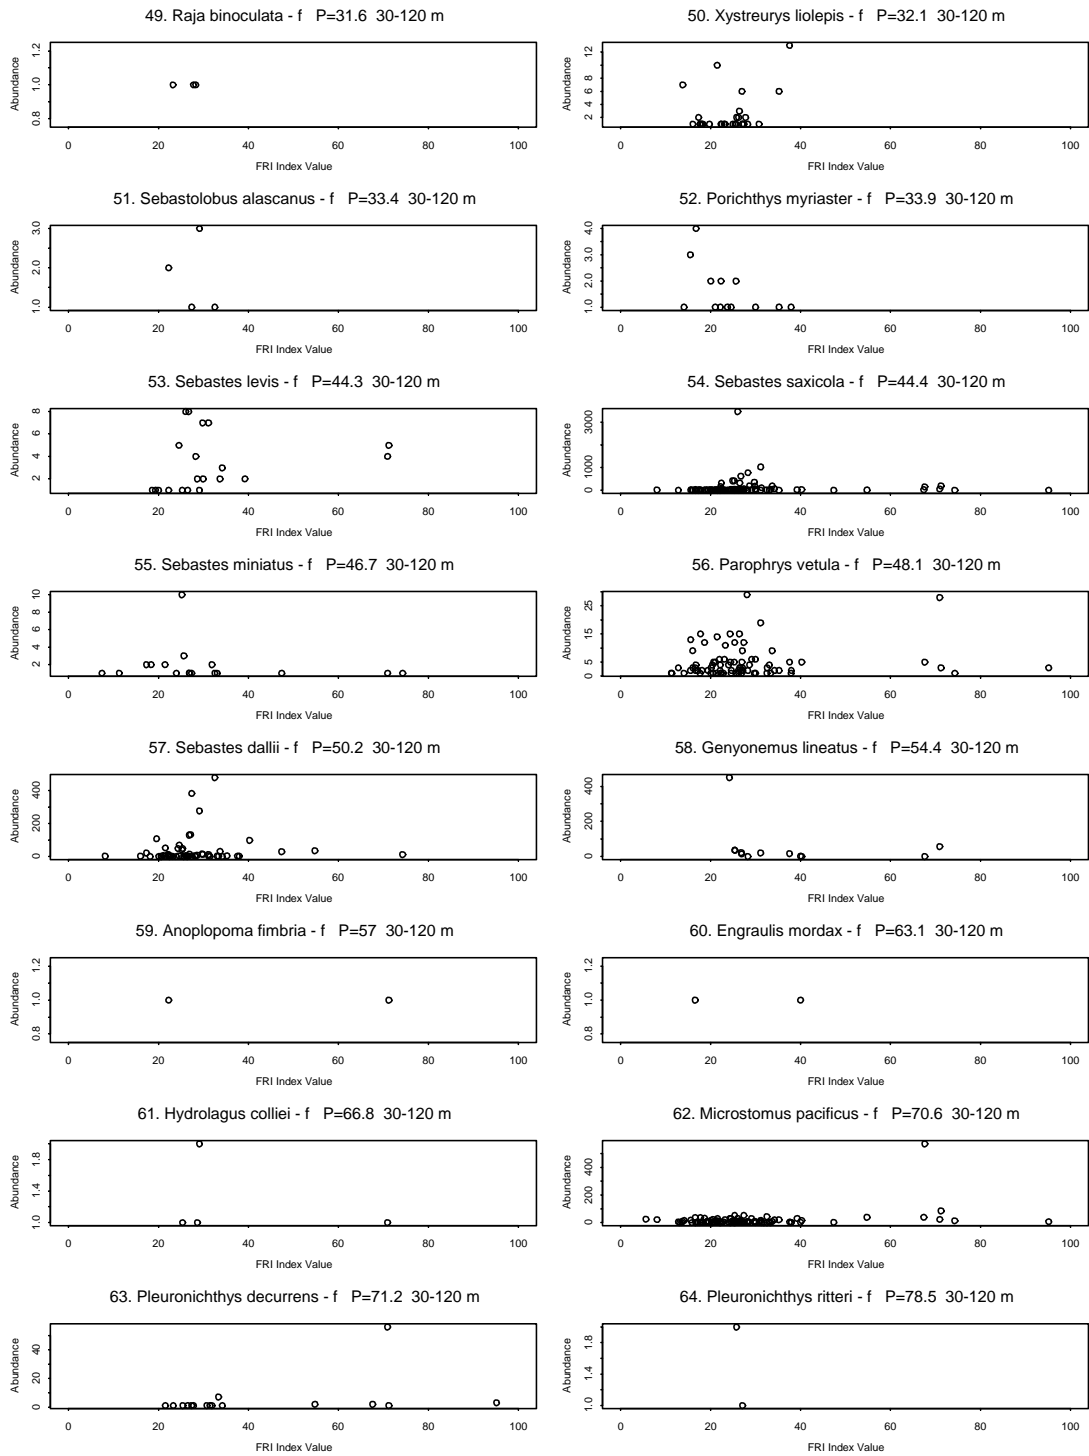 49. Raja binoculata - f P=31.6 30-120 m
Abundance
0.8 1.0 1.2
0 20 40 60 80 100
FRI Index Value
50. Xystreurys liolepis - f P=32.1 30-120 m
Abundance
2 4 6 8 12
0 20 40 60 80 100
FRI Index Value
51. Sebastolobus alascanus - f P=33.4 30-120 m
Abundance
1.0 2.0 3.0
0 20 40 60 80 100
FRI Index Value
52. Porichthys myriaster - f P=33.9 30-120 m
Abundance
1.0 2.0 3.0 4.0
0 20 40 60 80 100
FRI Index Value
53. Sebastes levis - f P=44.3 30-120 m
Abundance
2 4 6 8
0 20 40 60 80 100
FRI Index Value
54. Sebastes saxicola - f P=44.4 30-120 m
Abundance
0 1000 3000
0 20 40 60 80 100
FRI Index Value
55. Sebastes miniatus - f P=46.7 30-120 m
Abundance
2 4 6 8 10
0 20 40 60 80 100
FRI Index Value
56. Parophrys vetula - f P=48.1 30-120 m
Abundance
0 5 15 25
0 20 40 60 80 100
FRI Index Value
57. Sebastes dallii - f P=50.2 30-120 m
Abundance
0 200 400
0 20 40 60 80 100
FRI Index Value
58. Genyonemus lineatus - f P=54.4 30-120 m
Abundance
0 200 400
0 20 40 60 80 100
FRI Index Value
59. Anoplopoma fimbria - f P=57 30-120 m
Abundance
0.8 1.0 1.2
0 20 40 60 80 100
FRI Index Value
60. Engraulis mordax - f P=63.1 30-120 m
Abundance
0.8 1.0 1.2
0 20 40 60 80 100
FRI Index Value
61. Hydrolagus colliei - f P=66.8 30-120 m
Abundance
1.0 1.4 1.8
0 20 40 60 80 100
FRI Index Value
62. Microstomus pacificus - f P=70.6 30-120 m
Abundance
0 200 400
0 20 40 60 80 100
FRI Index Value
63. Pleuronichthys decurrens - f P=71.2 30-120 m
Abundance
0 20 40
0 20 40 60 80 100
FRI Index Value
64. Pleuronichthys ritteri - f P=78.5 30-120 m
Abundance
1.0 1.4 1.8
0 20 40 60 80 100
FRI Index Value